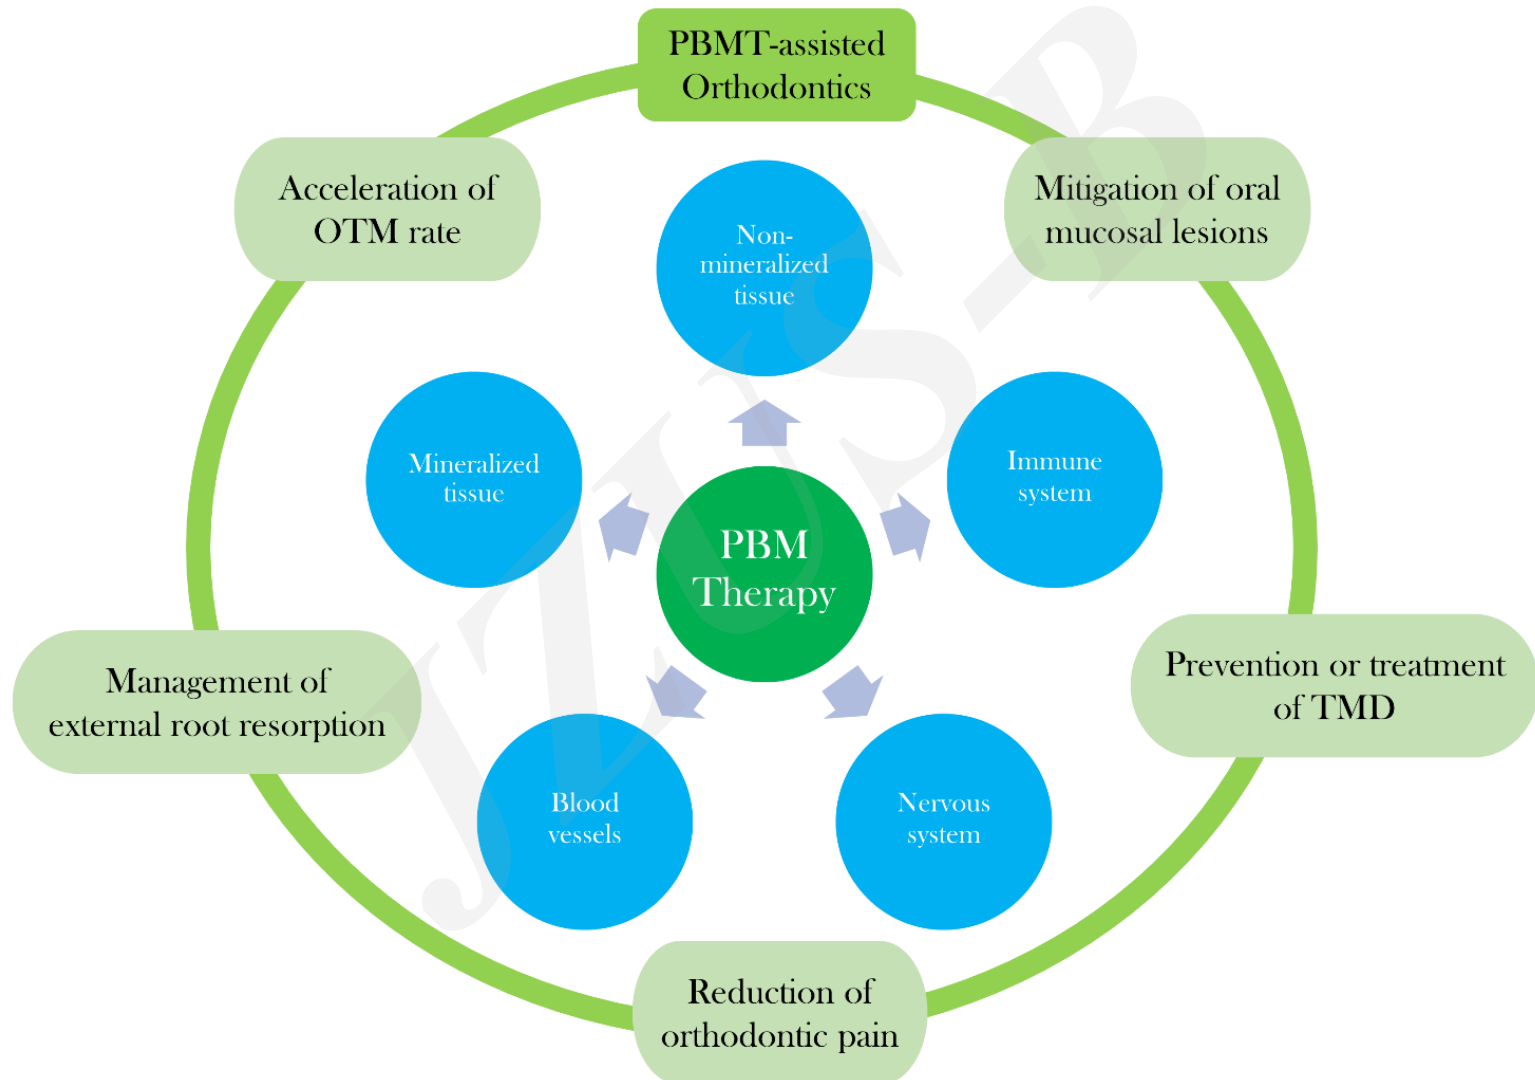 PBMT-assisted
Orthodontics
Acceleration of
OTM rate
Mitigation of oral
mucosal lesions
Non-
mineralized
tissue
Mineralized
tissue
Immune
system
PBM
Therapy
Management of
external root resorption
Prevention or treatment
of TMD
Blood
vessels
Nervous
system
Reduction of
orthodontic pain
JZUS-B